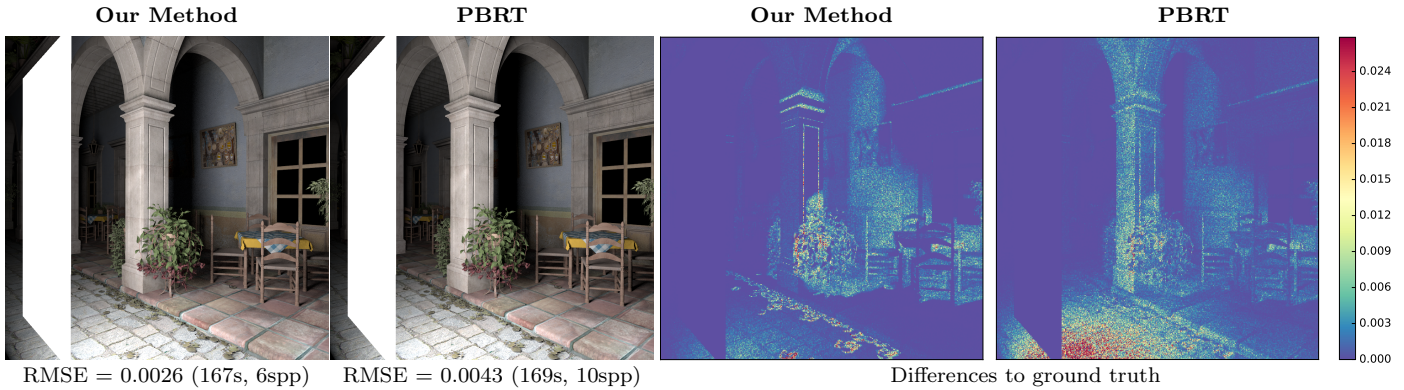 Our Method
PBRT
Our Method
PBRT
0.024
0.021
0.018
0.015
0.012
0.009
0.006
0.003
0.000
RMSE = 0.0026 (167s, 6spp)
RMSE = 0.0043 (169s, 10spp)
Differences to ground truth